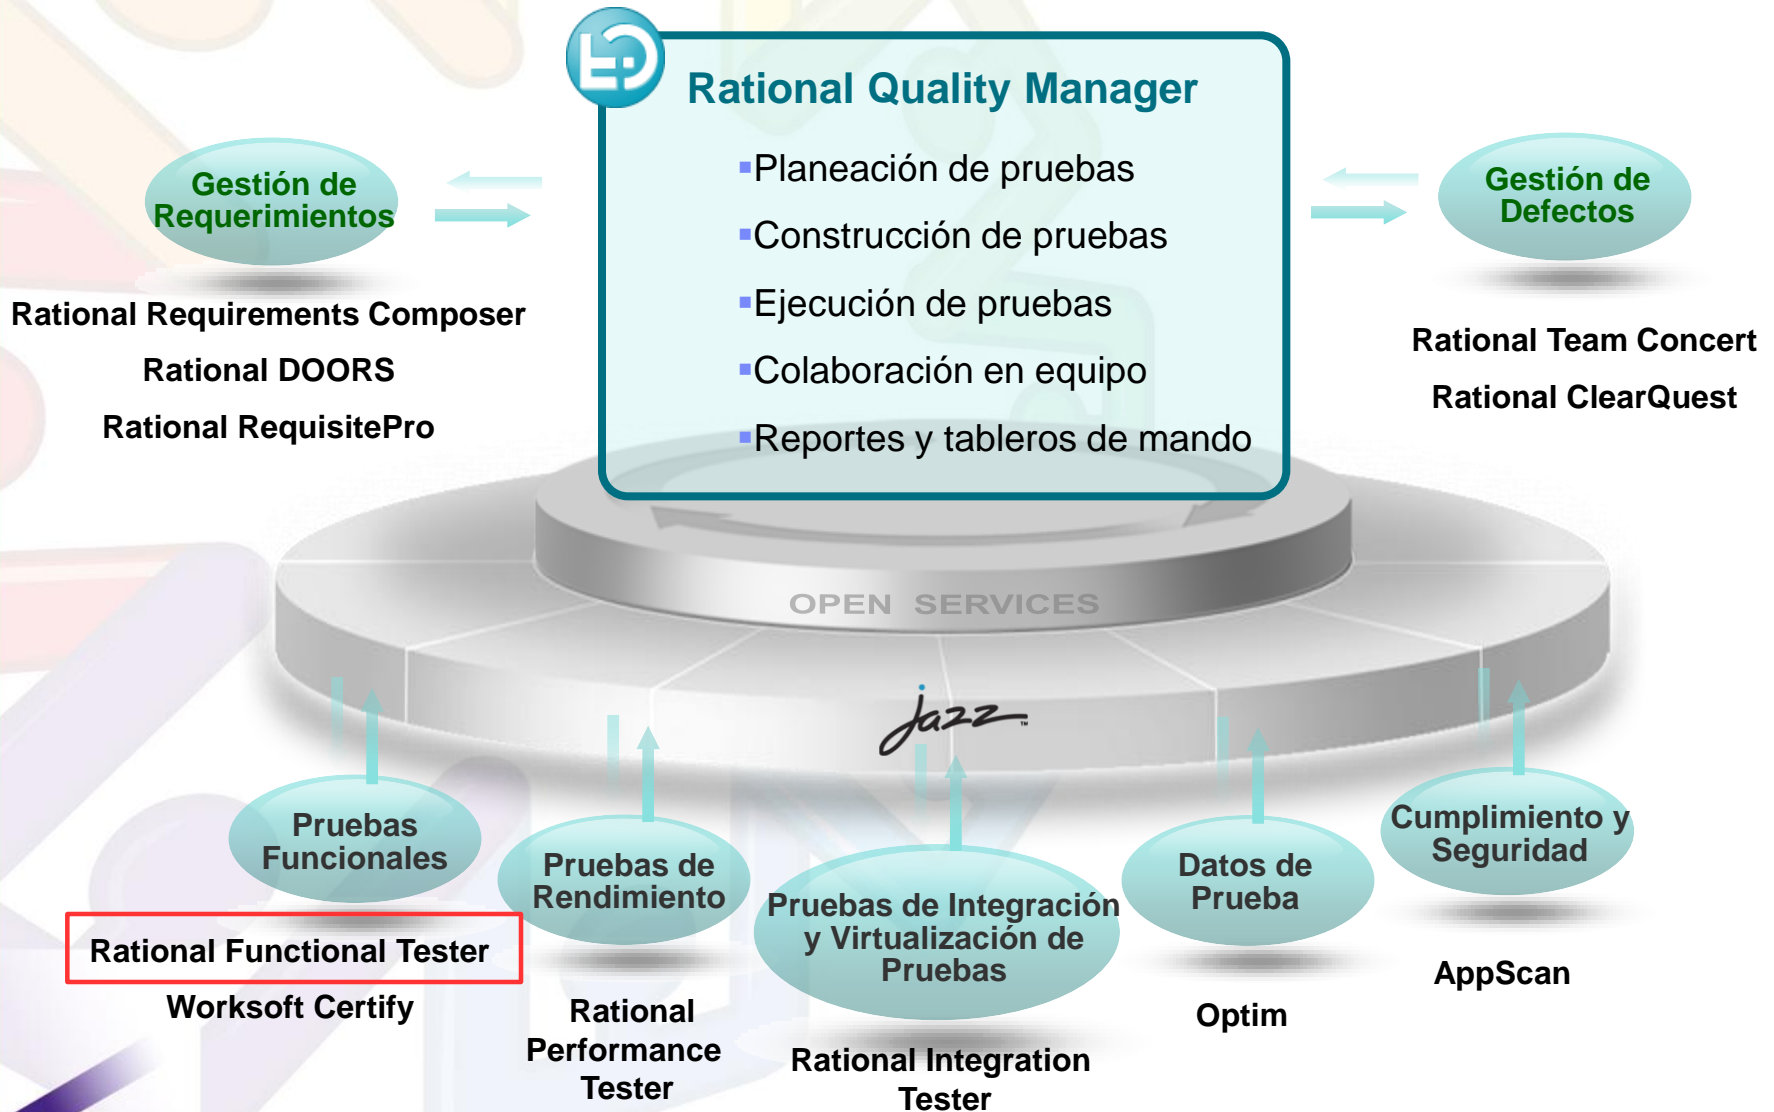 Rational Quality Manager
▪Planeación de pruebas
▪Construcción de pruebas
▪Ejecución de pruebas
▪Colaboración en equipo
▪Reportes y tableros de mando
Gestión de
Requerimientos
Rational Requirements Composer
Rational DOORS
Rational RequisitePro
Gestión de
Defectos
Rational Team Concert
Rational ClearQuest
OPEN SERVICES
jazz™
Pruebas
Funcionales
Rational Functional Tester
Worksoft Certify
Pruebas de
Rendimiento
Rational
Performance
Tester
Pruebas de Integración
y Virtualización de
Pruebas
Rational Integration
Tester
Datos de
Prueba
Optim
Cumplimiento y
Seguridad
AppScan